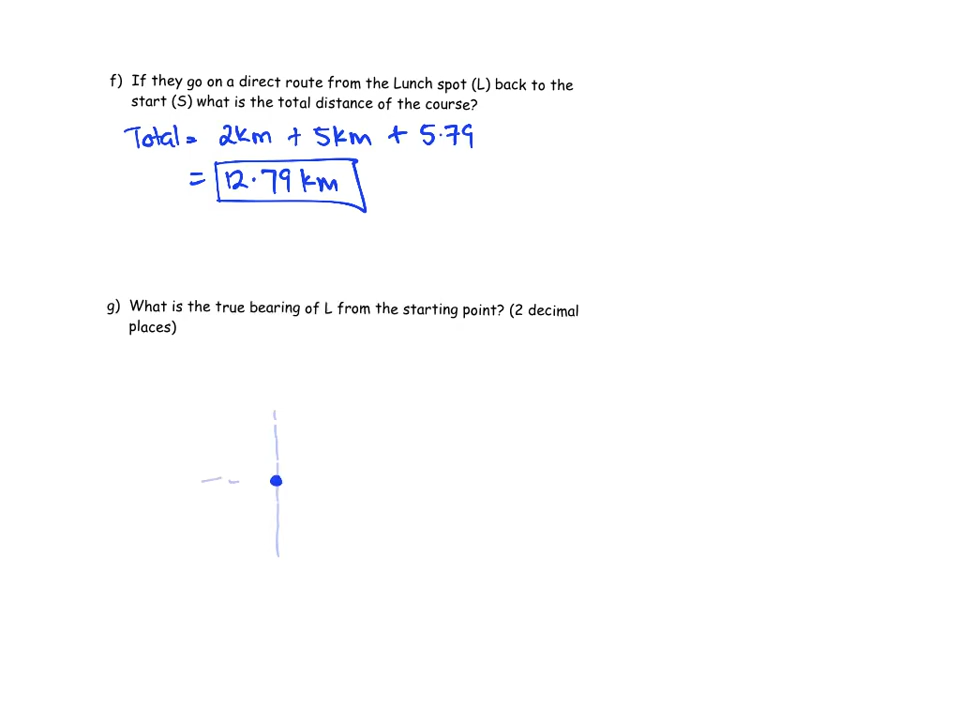 f) If they go on a direct route from the Lunch spot (L) back to the
start (S) what is the total distance of the course?
Total = 2km + 5km + 5.79
= 12.79 km
g) What is the true bearing of L from the starting point? (2 decimal
places)